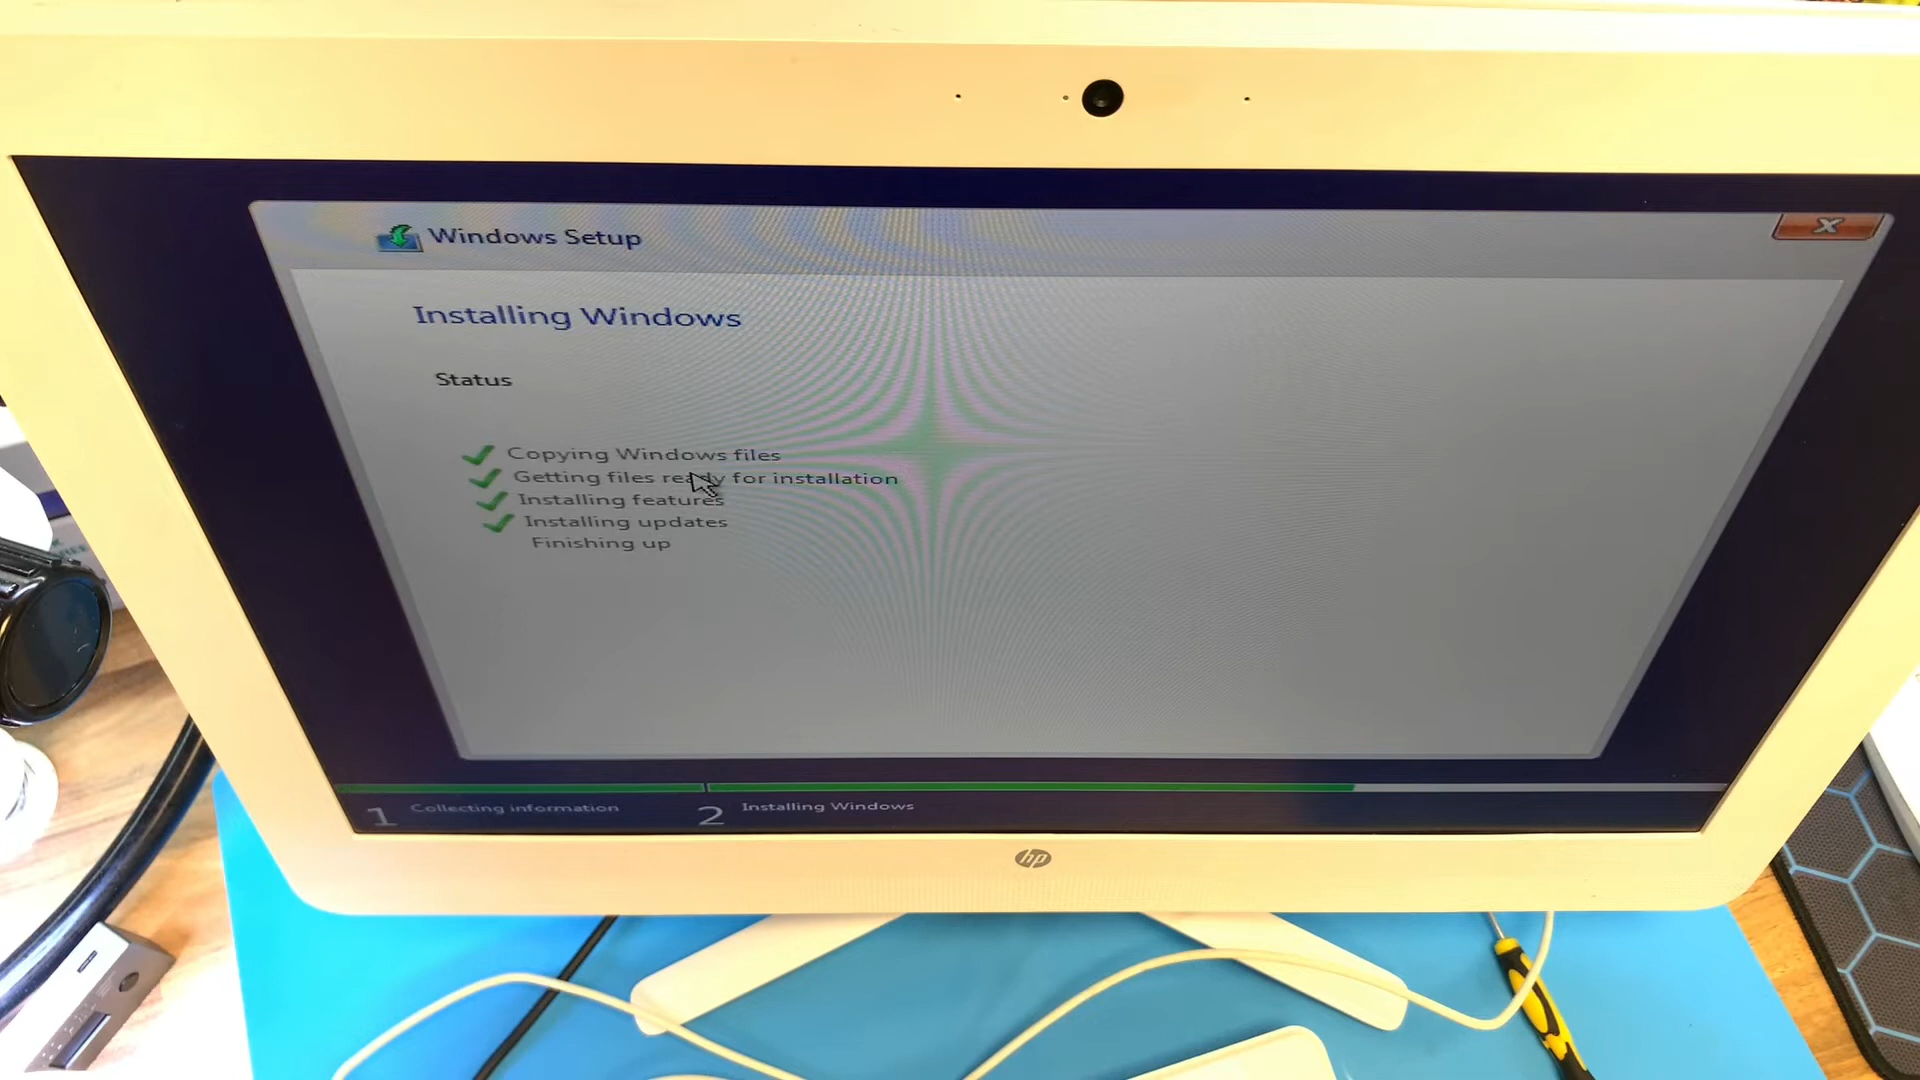 Windows Setup
X
Installing Windows
Status
Copying Windows files
Getting files ready for installation
Installing features
Installing updates
Finishing up
1 Collecting information
2 Installing Windows
hp